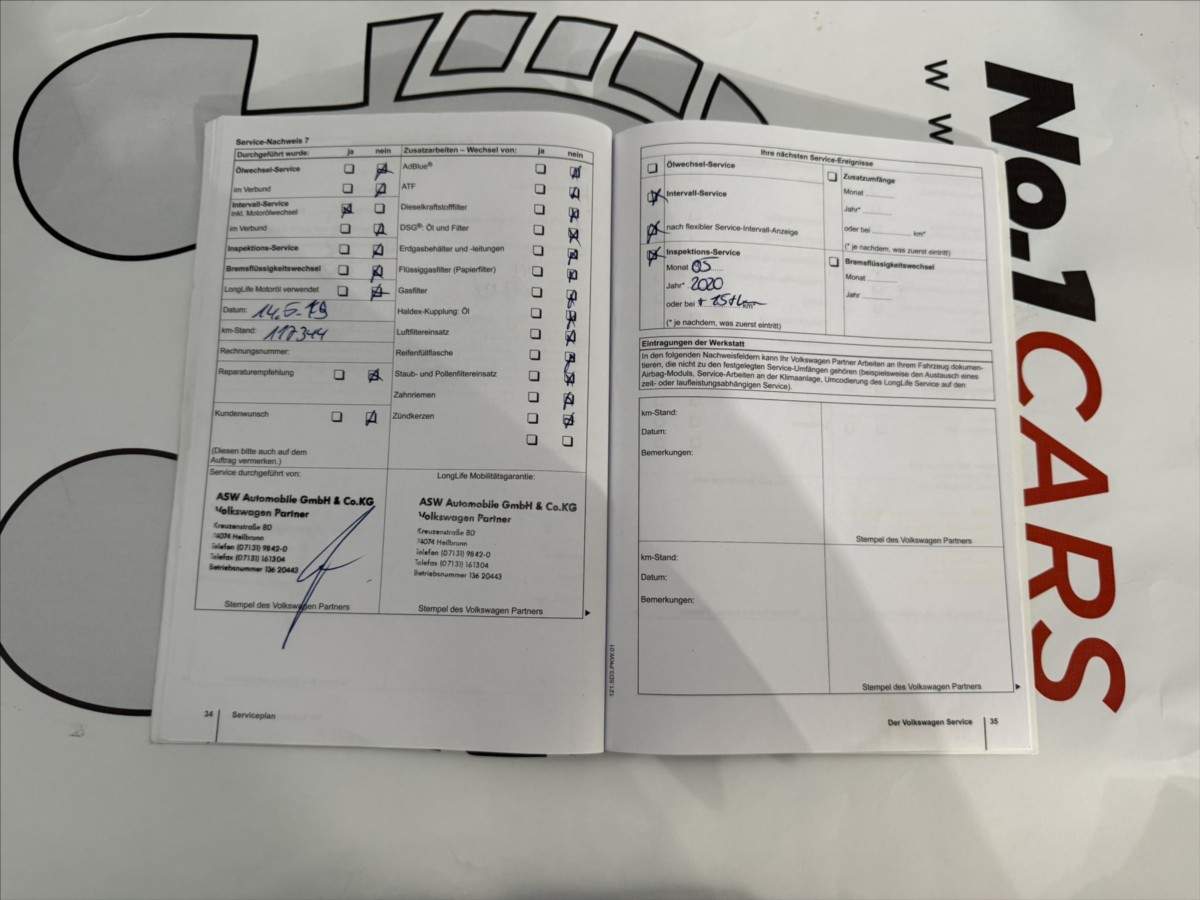 Service-Nachweis 7
Durchgeführt wurde: ja nein
Ölwechsel-Service
im Verbund
Intervall-Service
inkl. Motorölwechsel
im Verbund
Inspektions-Service
Bremsflüssigkeitswechsel
LongLife Motoröl verwendet
Datum: 14.5.19
km-Stand: 117344
Rechnungsnummer:
Reparaturempfehlung
Kundenwunsch
(Diesen bitte auch auf dem
Auftrag vermerken.)
Zusatzarbeiten – Wechsel von: ja nein
AdBlue®
ATF
Dieselkraftstofffilter
DSG®: Öl und Filter
Erdgasbehälter und -leitungen
Flüssiggasfilter (Papierfilter)
Gasfilter
Haldex-Kupplung: Öl
Luftfiltereinsatz
Reifenfüllflasche
Staub- und Pollenfiltereinsatz
Zahnriemen
Zündkerzen
Service durchgeführt von:
ASW Automobile GmbH & Co.KG
Volkswagen Partner
Kreuzenstraße 80
74074 Heilbronn
Telefon (07131) 9842-0
Telefax (07131) 161304
Betriebsnummer 136 20443
Stempel des Volkswagen Partners
LongLife Mobilitätsgarantie:
ASW Automobile GmbH & Co.KG
Volkswagen Partner
Kreuzenstraße 80
74074 Heilbronn
Telefon (07131) 9842-0
Telefax (07131) 161304
Betriebsnummer 136 20443
Stempel des Volkswagen Partners
34 Serviceplan
121.5D3.PKW.01
Ihre nächsten Service-Ereignisse
Ölwechsel-Service
Intervall-Service
nach flexibler Service-Intervall-Anzeige
Inspektions-Service
Monat 05
Jahr* 2020
oder bei km*
(* je nachdem, was zuerst eintritt)
Zusatzumfänge
Monat
Jahr*
oder bei km*
(* je nachdem, was zuerst eintritt)
Bremsflüssigkeitswechsel
Monat
Jahr
Eintragungen der Werkstatt
In den folgenden Nachweisfeldern kann Ihr Volkswagen Partner Arbeiten an Ihrem Fahrzeug dokumen-
tieren, die nicht zu den festgelegten Service-Umfängen gehören (beispielsweise den Austausch eines
Airbag-Moduls, Service-Arbeiten an der Klimaanlage, Umcodierung des LongLife Service auf den
zeit- oder laufleistungsabhängigen Service).
km-Stand:
Datum:
Bemerkungen:
Stempel des Volkswagen Partners
km-Stand:
Datum:
Bemerkungen:
Stempel des Volkswagen Partners
Der Volkswagen Service 35
No.1 CARS
w w